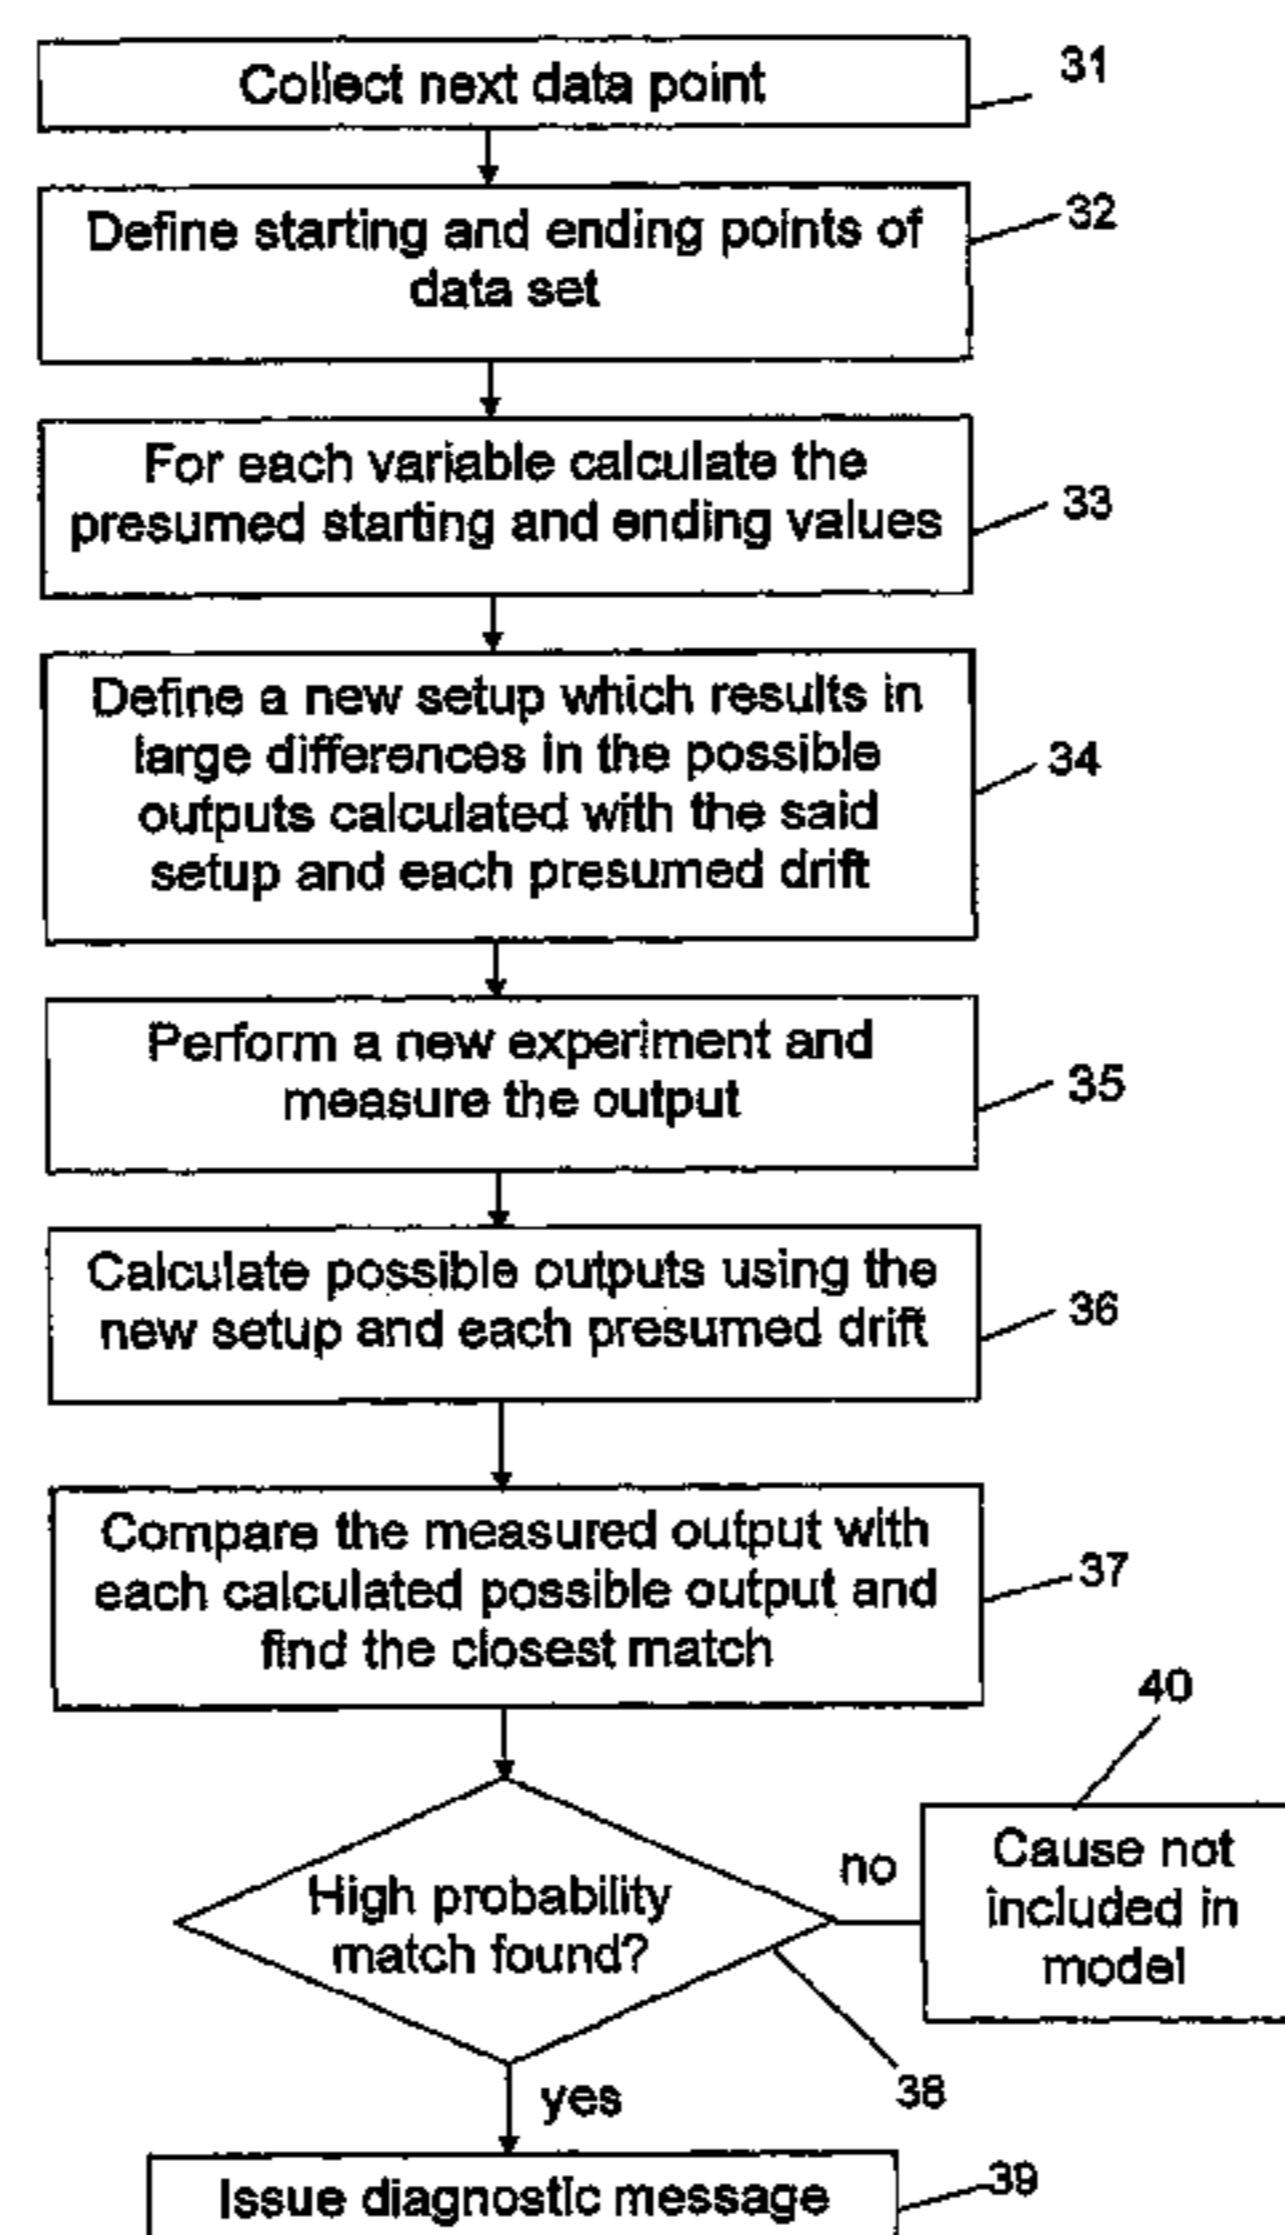 Collect next data point
31
Define starting and ending points of
data set
32
For each variable calculate the
presumed starting and ending values
33
Define a new setup which results in
large differences in the possible
outputs calculated with the said
setup and each presumed drift
34
Perform a new experiment and
measure the output
35
Calculate possible outputs using the
new setup and each presumed drift
36
Compare the measured output with
each calculated possible output and
find the closest match
37
40
High probability
match found?
no
Cause not
included in
model
38
yes
Issue diagnostic message
39